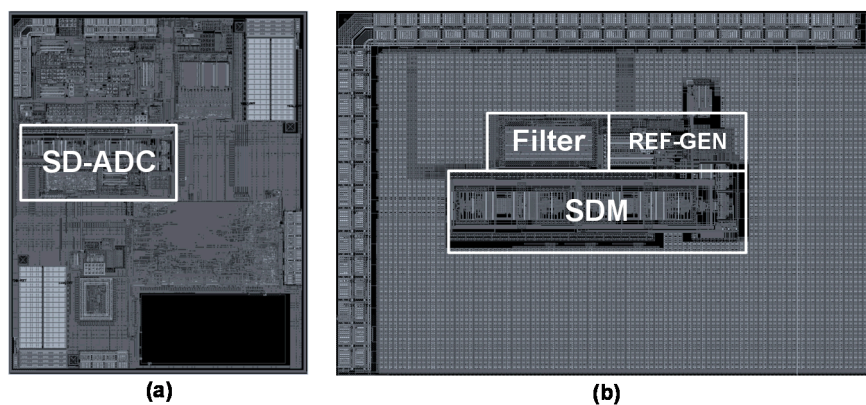 SD-ADC
Filter
REF-GEN
SDM
(a)
(b)